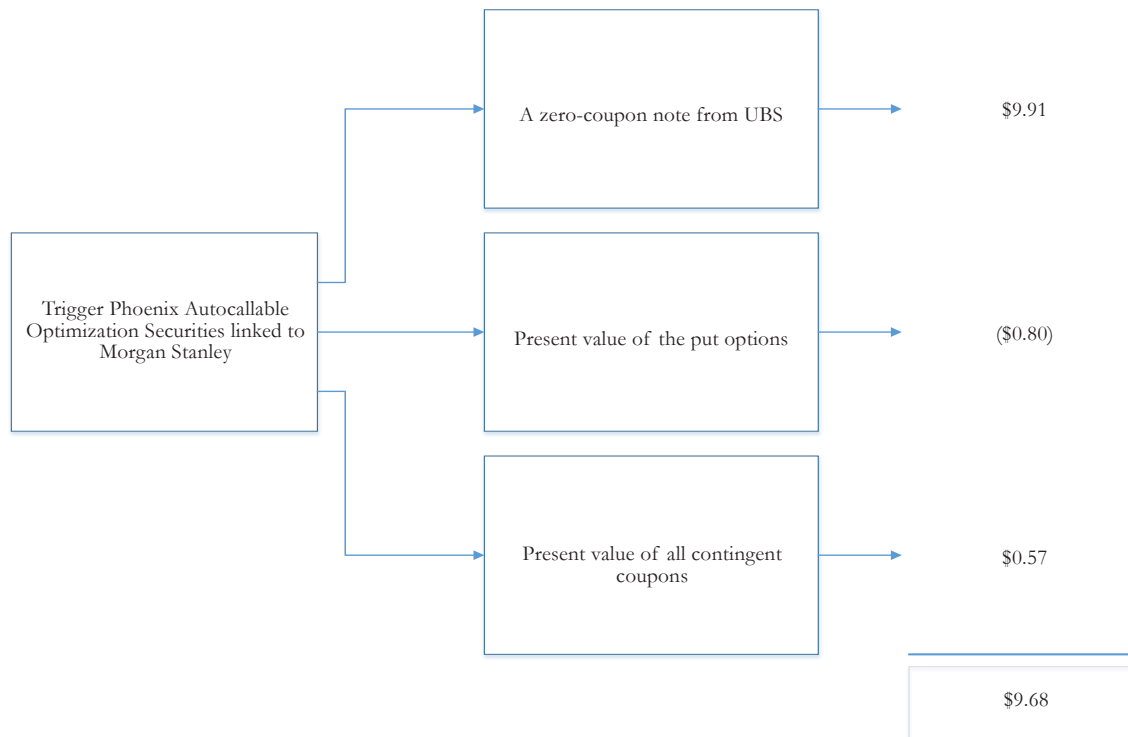 A zero-coupon note from UBS
$9.91
Trigger Phoenix Autocallable
Optimization Securities linked to
Morgan Stanley
Present value of the put options
($0.80)
Present value of all contingent
coupons
$0.57
$9.68